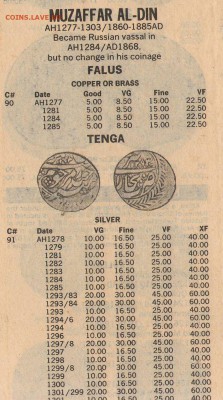 COINS.LAVE
MUZAFFAR AL-DIN
AH1277-1303/1860-1885AD
Became Russian vassal in
AH1284/AD1868.
but no change in his coinage
FALUS
COPPER OR BRASS
C# Date Good VG Fine VF
90 AH1277 5.00 8.50 15.00 22.50
1281 5.00 8.50 15.00 22.50
1284 5.00 8.50 15.00 22.50
1285 5.00 8.50 15.00 22.50
TENGA
SILVER
C# Date VG Fine VF XF
91 AH1278 10.00 16.50 25.00 40.00
1279 10.00 16.50 25.00 40.00
1281 10.00 16.50 25.00 40.00
1282 10.00 16.50 25.00 40.00
1283 10.00 16.50 25.00 40.00
1284 10.00 16.50 25.00 40.00
1285 10.00 16.50 25.00 40.00
1293/83 20.00 30.00 45.00 60.00
1293/84 20.00 30.00 45.00 60.00
1293 10.00 16.50 25.00 40.00
1294/6 20.00 30.00 45.00 60.00
1294 10.00 16.50 25.00 40.00
1296 10.00 16.50 25.00 40.00
1297/8 20.00 30.00 45.00 60.00
1297 10.00 16.50 25.00 40.00
1298 10.00 16.50 25.00 40.00
1299/8 20.00 30.00 45.00 60.00
1299 10.00 16.50 25.00 40.00
1300 10.00 16.50 25.00 40.00
1301/299 20.00 30.00 45.00 60.00